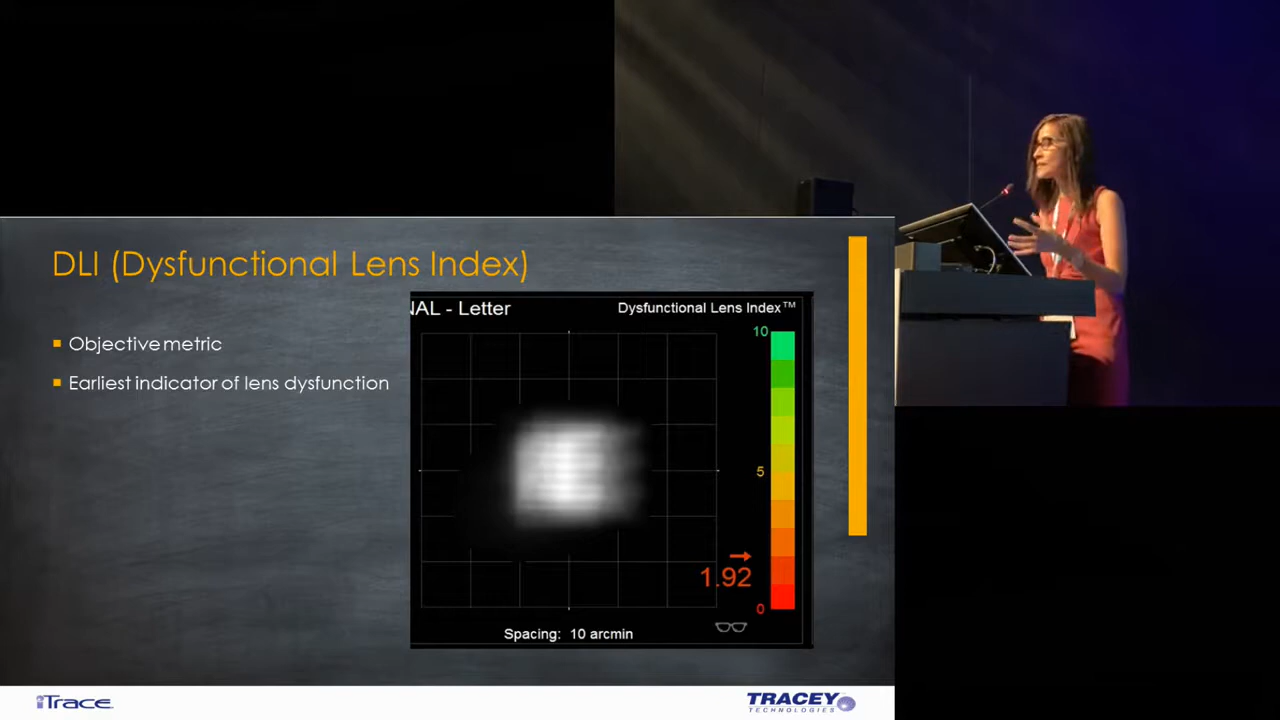 DLI (Dysfunctional Lens Index)
Objective metric
Earliest indicator of lens dysfunction
NAL - Letter
Dysfunctional Lens Index™
10
5
1.92
0
Spacing: 10 arcmin
iTrace
TRACEY
TECHNOLOGIES